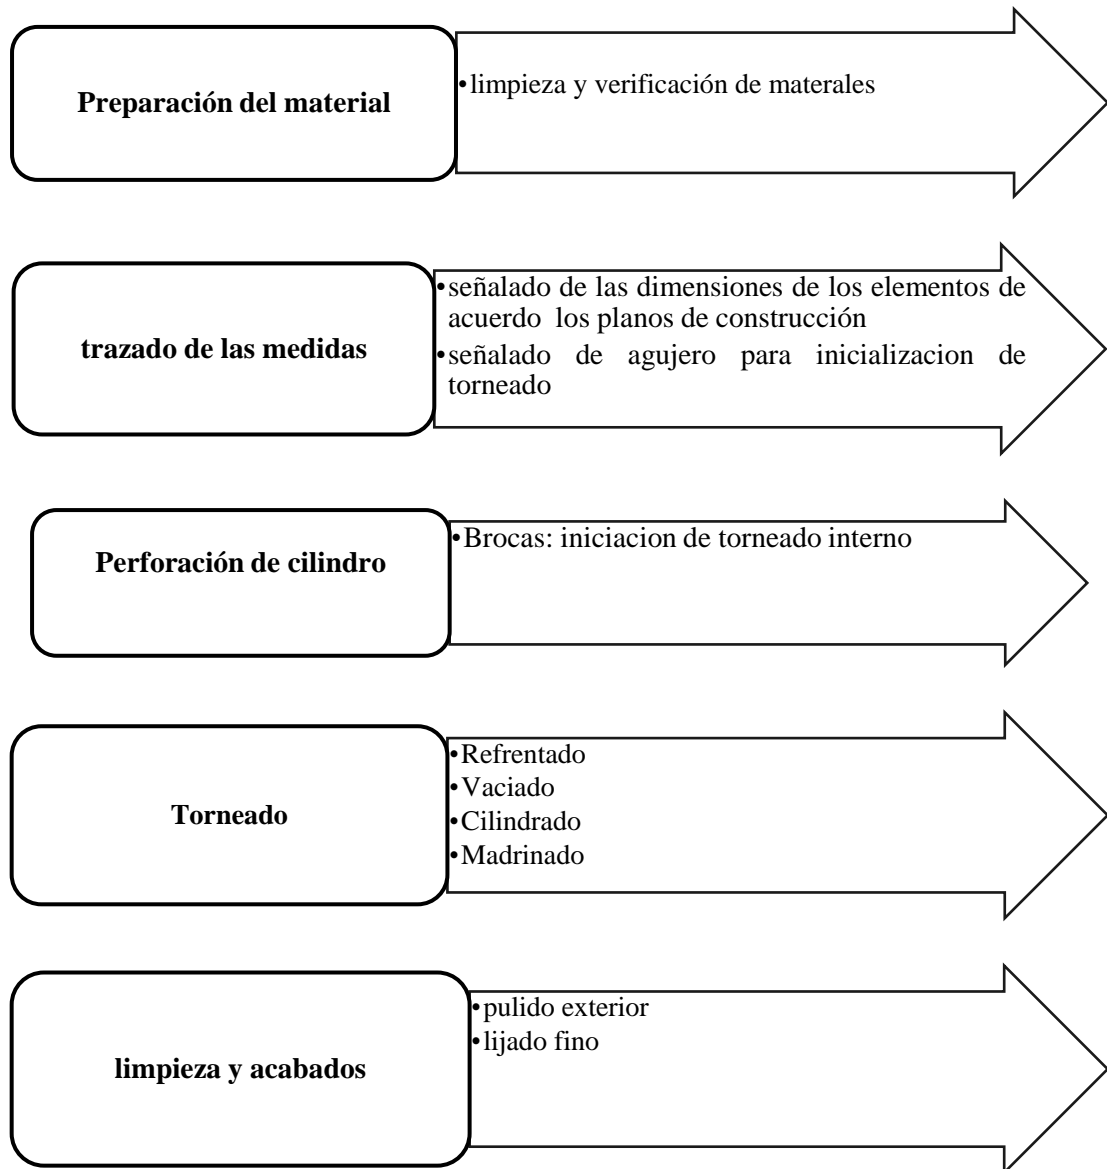 Preparación del material
•limpieza y verificación de materales
trazado de las medidas
•señalado de las dimensiones de los elementos de
acuerdo los planos de construcción
•señalado de agujero para inicializacion de
torneado
Perforación de cilindro
•Brocas: iniciacion de torneado interno
Torneado
•Refrentado
•Vaciado
•Cilindrado
•Madrinado
limpieza y acabados
•pulido exterior
•lijado fino